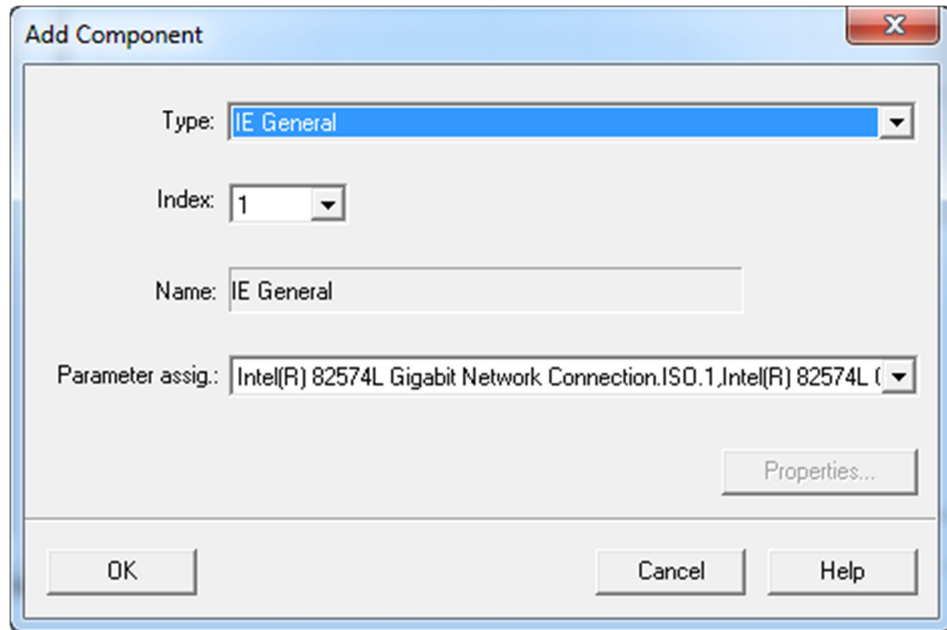 Add Component
Type: IE General
Index: 1
Name: IE General
Parameter assig.: Intel(R) 82574L Gigabit Network Connection.ISO.1,Intel(R) 82574L (
Properties...
OK Cancel Help